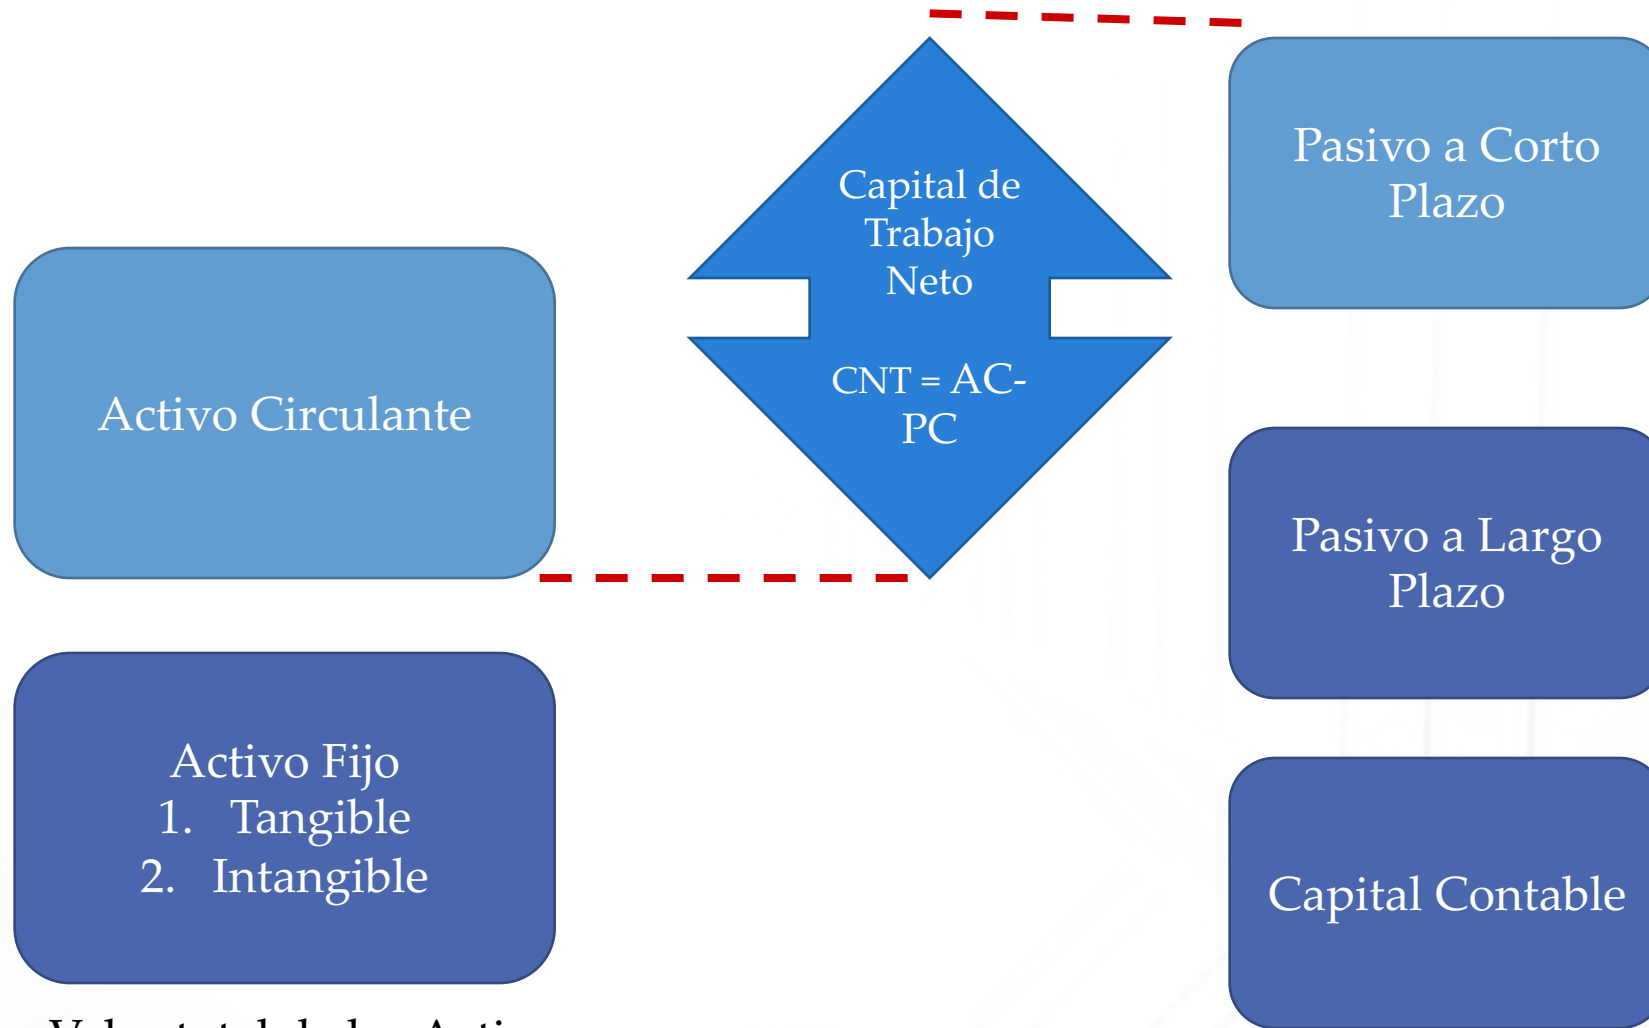 Activo Circulante
Activo Fijo
1. Tangible
2. Intangible
Capital de
Trabajo
Neto
CNT = AC-
PC
Pasivo a Corto
Plazo
Pasivo a Largo
Plazo
Capital Contable